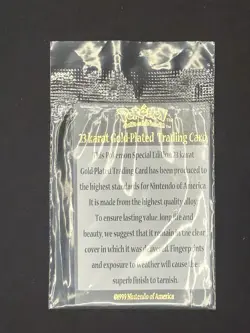 POKéMON
23 karat Gold-Plated Trading Card
This Pokemon Special Edition 23 karat
Gold-Plated Trading Card has been produced to
the highest standards for Nintendo of America.
It is made from the highest quality alloys.
To ensure lasting value, long life and
beauty, we suggest that it remain in the clear
cover in which it was delivered. Fingerprints
and exposure to weather will cause the
superb finish to tarnish.
©1999 Nintendo of America